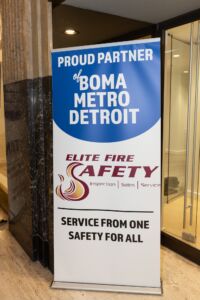 PROUD PARTNER
of BOMA
METRO
DETROIT
ELITE FIRE
SAFETY
Inspection | Sales | Service
SERVICE FROM ONE
SAFETY FOR ALL